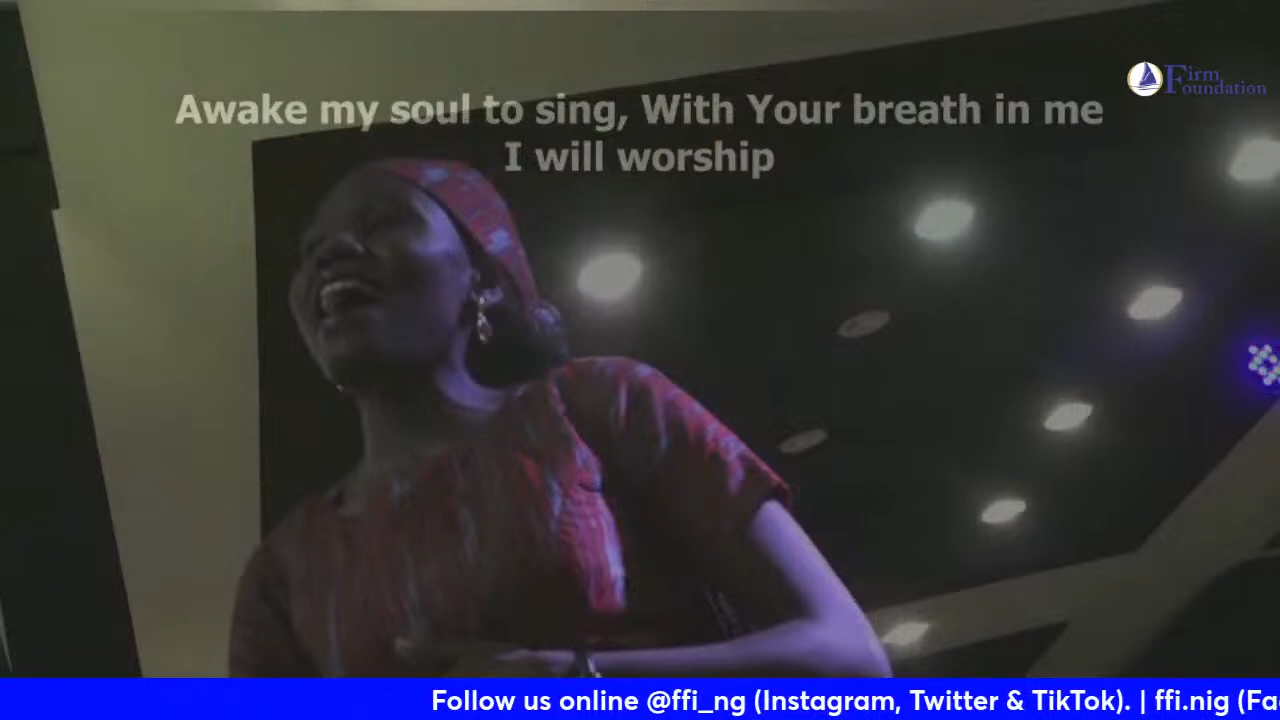 Awake my soul to sing, With Your breath in me
I will worship
Firm
Foundation
Follow us online @ffi_ng (Instagram, Twitter & TikTok). | ffi.nig (Fa